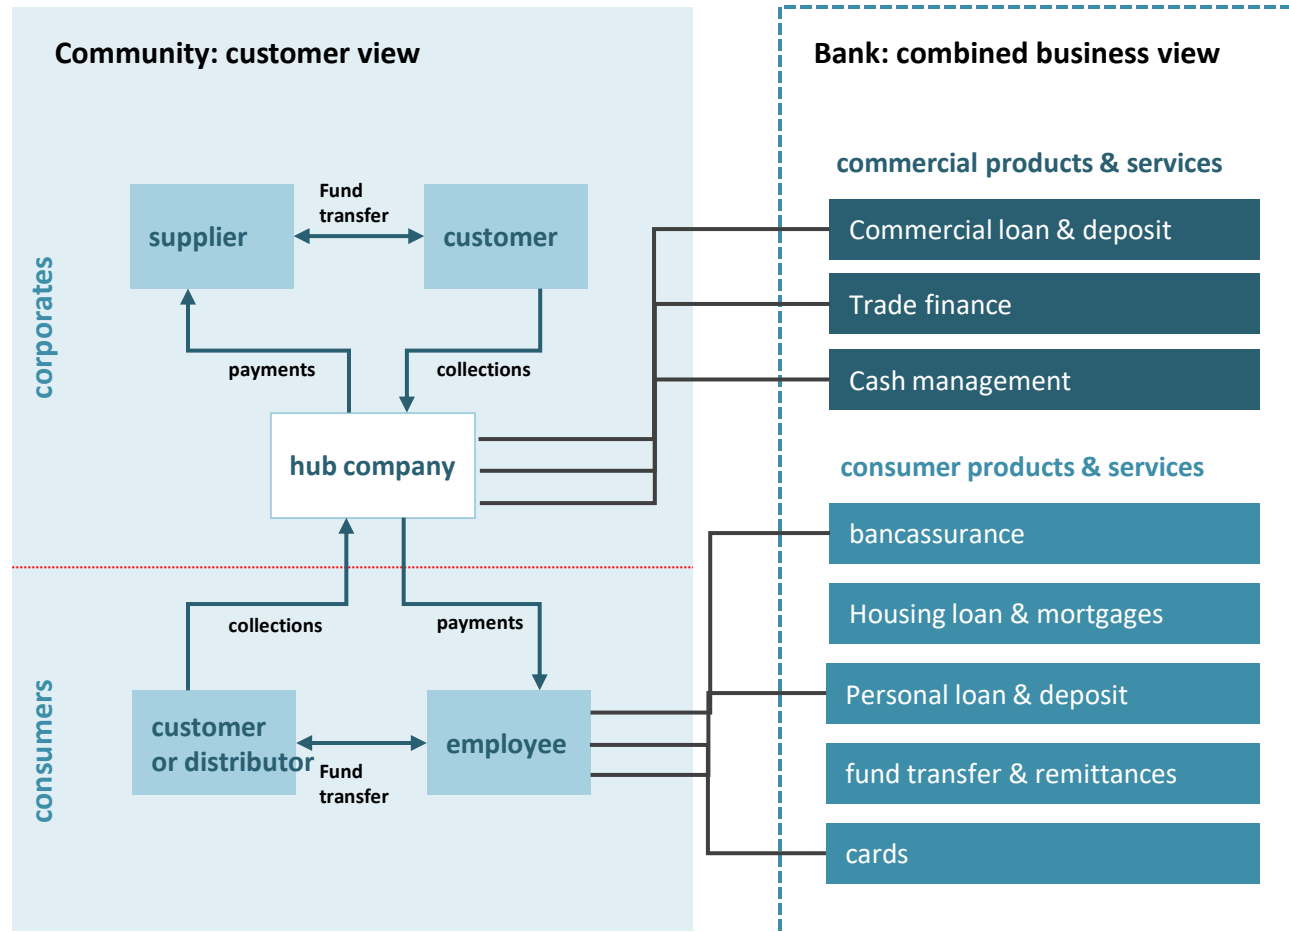 Community: customer view
Bank: combined business view
corporates
supplier
Fund
transfer
customer
payments
collections
hub company
consumers
collections
payments
customer
or distributor
Fund
transfer
employee
commercial products & services
Commercial loan & deposit
Trade finance
Cash management
consumer products & services
bancassurance
Housing loan & mortgages
Personal loan & deposit
fund transfer & remittances
cards